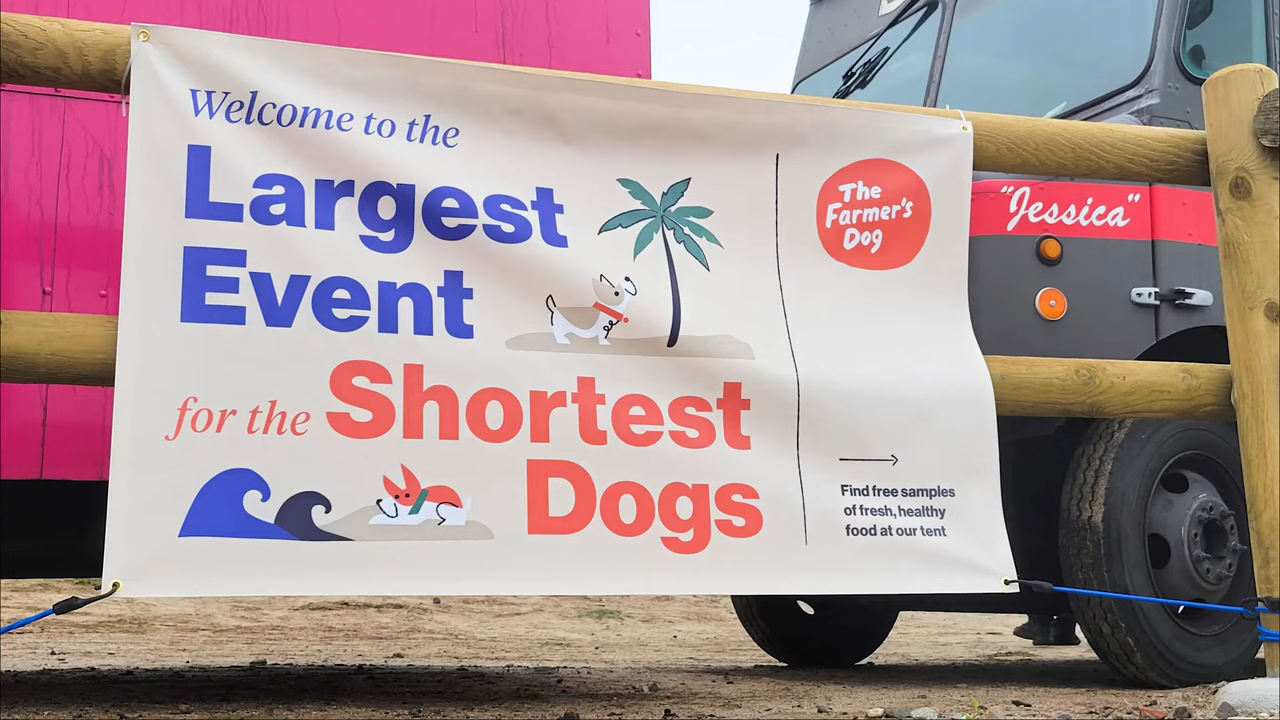 Welcome to the
Largest
Event
for the Shortest
Dogs
The
Farmer's
Dog
Find free samples
of fresh, healthy
food at our tent
"Jessica"